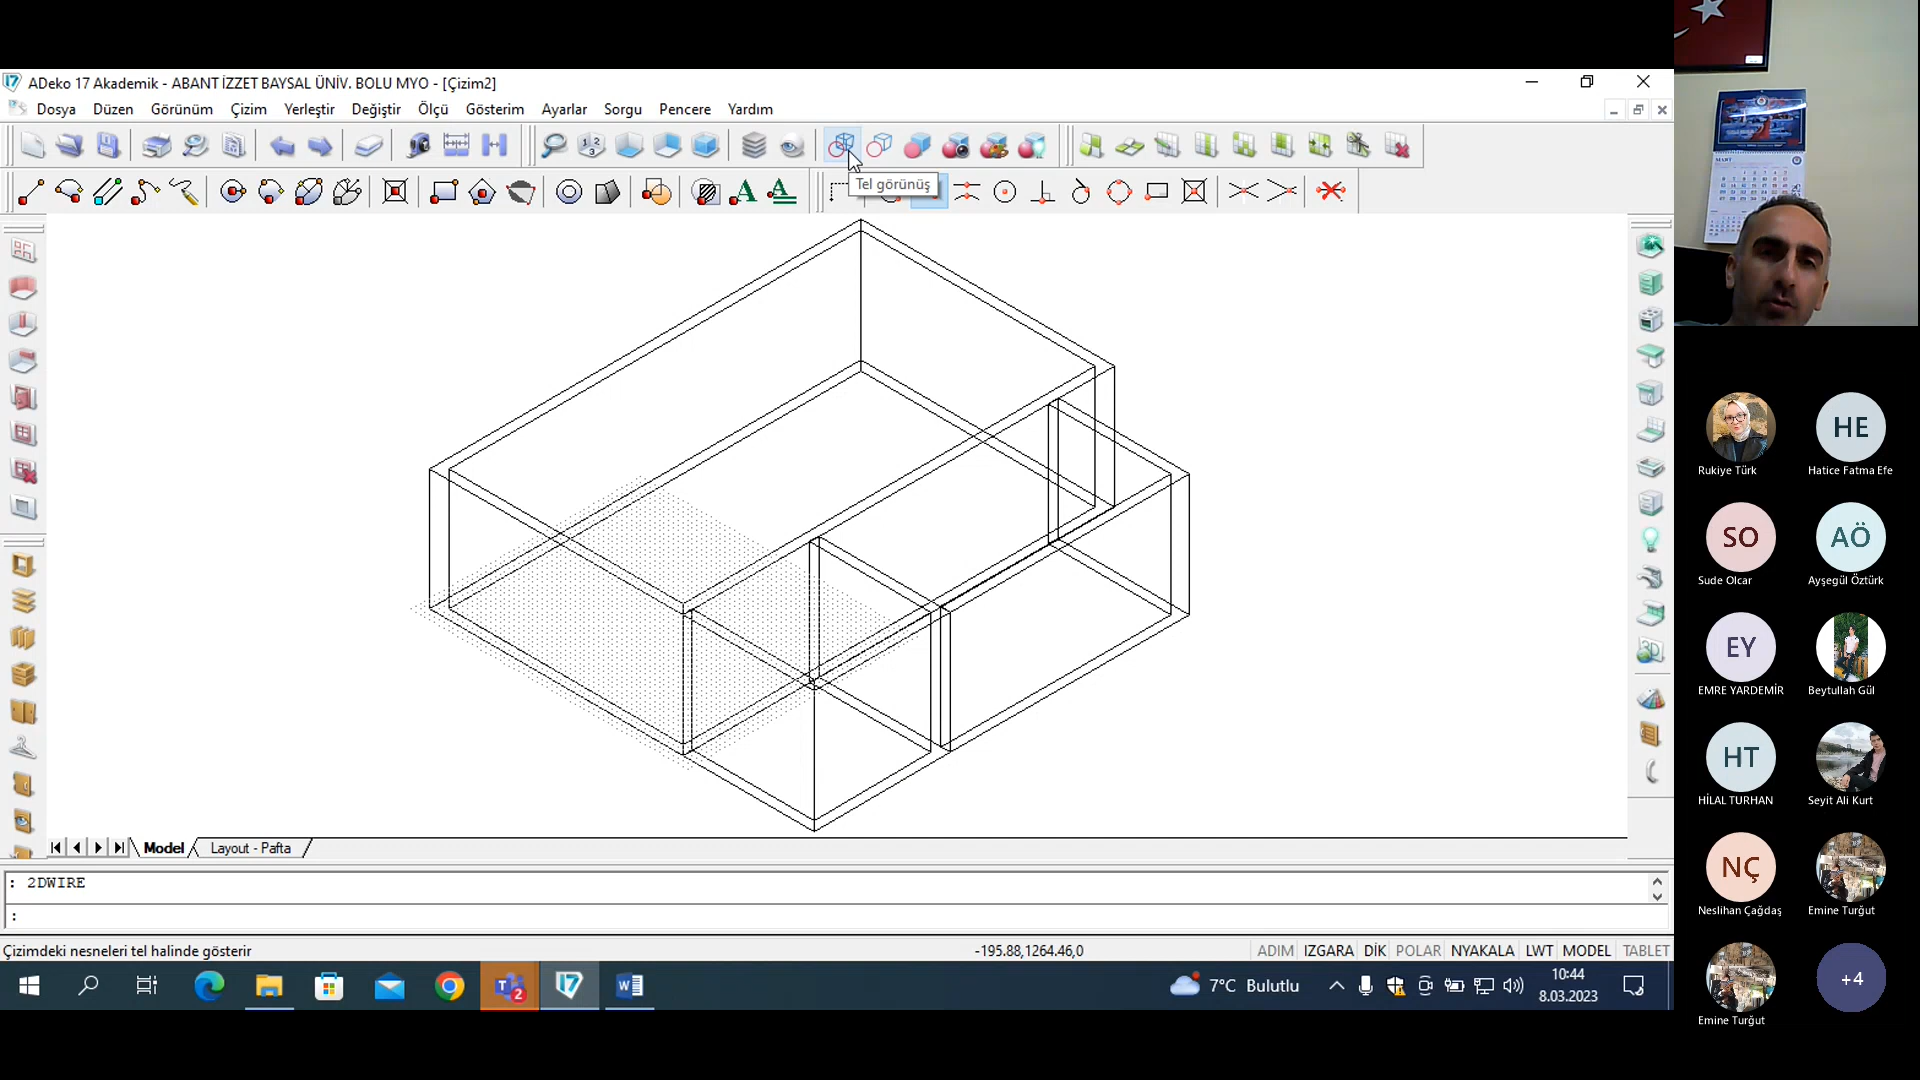 ADeko 17 Akademik - ABANT İZZET BAYSAL ÜNİV. BOLU MYO - [Çizim2]
Dosya Düzen Görünüm Çizim Yerleştir Değiştir Ölçü Gösterim Ayarlar Sorgu Pencere Yardım
Tel görünüş
Model Layout - Pafta
: 2DWIRE
:
Çizimdeki nesneleri tel halinde gösterir
-195.88,1264.46,0
ADIM IZGARA DİK POLAR NYAKALA LWT MODEL TABLET
7°C Bulutlu
10:44
8.03.2023
MART
HE
Rukiye Türk
Hatice Fatma Efe
SO
AÖ
Sude Olcar
Ayşegül Öztürk
EY
EMRE YARDEMİR
Beytullah Gül
HT
HİLAL TURHAN
Seyit Ali Kurt
NÇ
Neslihan Çağdaş
Emine Turğut
+4
Emine Turğut